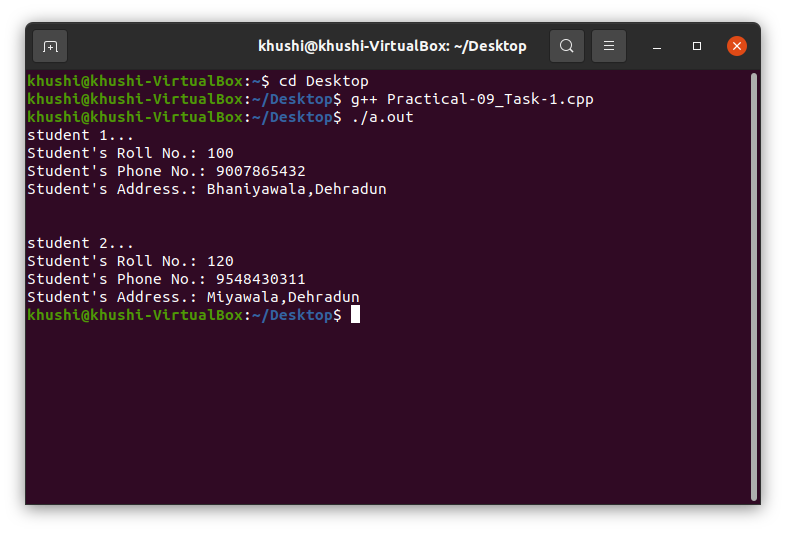 khushi@khushi-VirtualBox: ~/Desktop
khushi@khushi-VirtualBox:~$ cd Desktop
khushi@khushi-VirtualBox:~/Desktop$ g++ Practical-09_Task-1.cpp
khushi@khushi-VirtualBox:~/Desktop$ ./a.out
student 1...
Student's Roll No.: 100
Student's Phone No.: 9007865432
Student's Address.: Bhaniyawala,Dehradun
student 2...
Student's Roll No.: 120
Student's Phone No.: 9548430311
Student's Address.: Miyawala,Dehradun
khushi@khushi-VirtualBox:~/Desktop$